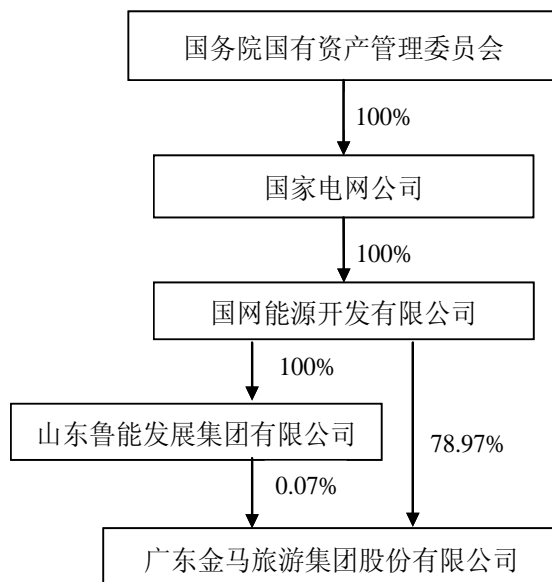 国务院国有资产管理委员会
100%
国家电网公司
100%
国网能源开发有限公司
100%
山东鲁能发展集团有限公司
78.97%
0.07%
广东金马旅游集团股份有限公司